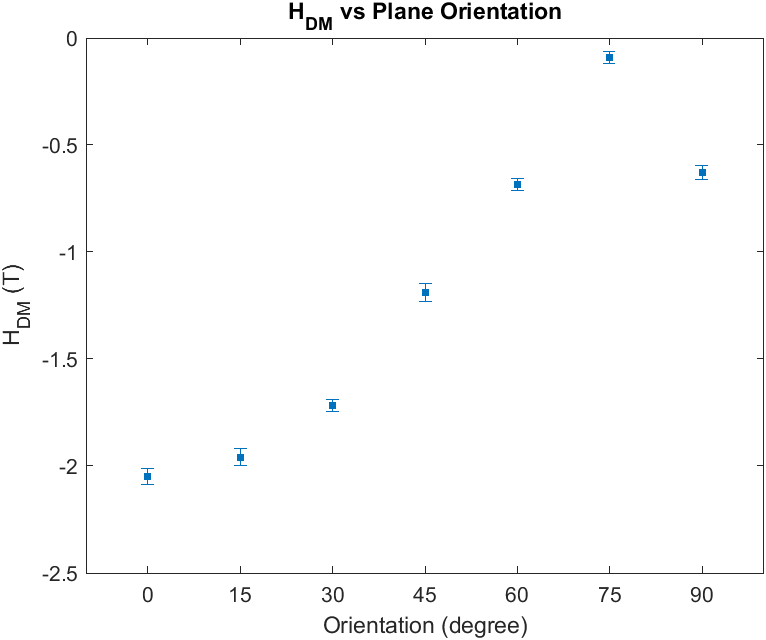 H_DM vs Plane Orientation
0
-0.5
-1
-1.5
-2
-2.5
H_DM (T)
0 15 30 45 60 75 90
Orientation (degree)